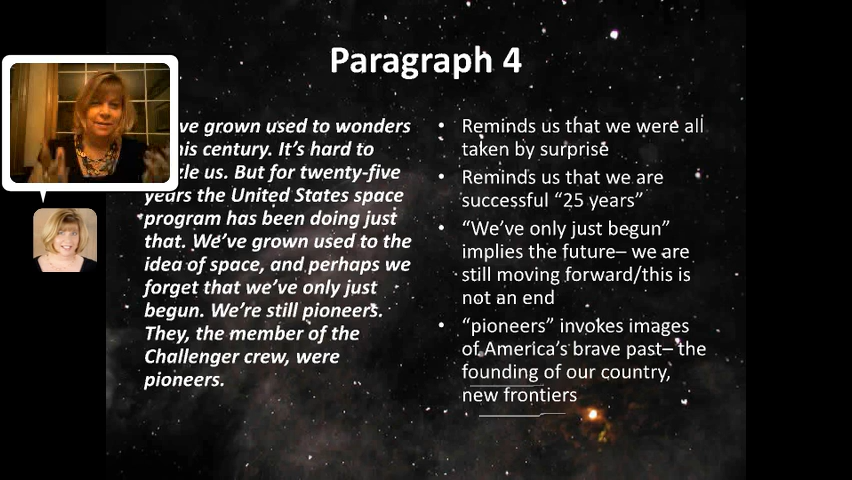 Paragraph 4
ve grown used to wonders
his century. It's hard to
zle us. But for twenty-five
years the United States space
program has been doing just
that. We've grown used to the
idea of space, and perhaps we
forget that we've only just
begun. We're still pioneers.
They, the member of the
Challenger crew, were
pioneers.
• Reminds us that we were all
taken by surprise
• Reminds us that we are
successful "25 years"
• "We've only just begun"
implies the future– we are
still moving forward/this is
not an end
• "pioneers" invokes images
of America's brave past– the
founding of our country,
new frontiers